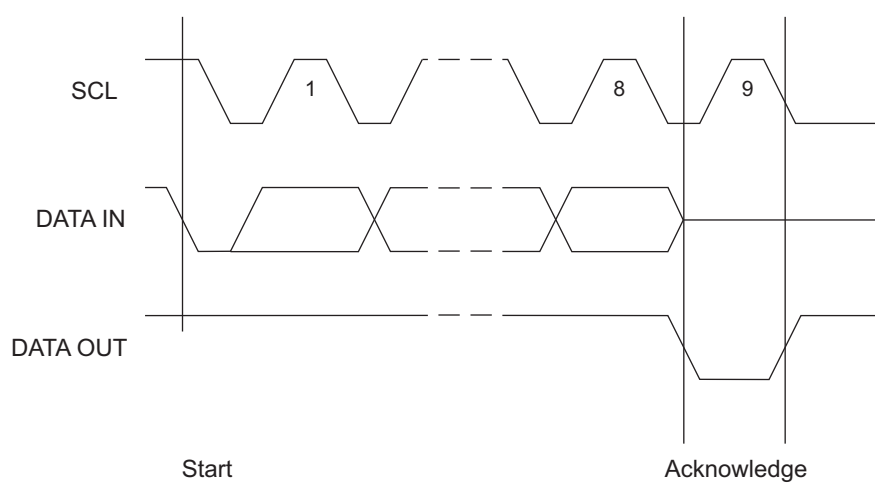 SCL
1
8
9
DATA IN
DATA OUT
Start
Acknowledge